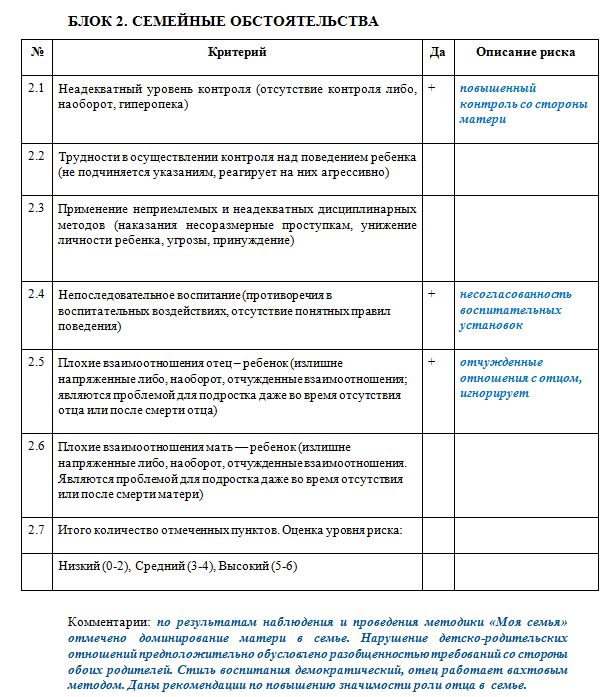 БЛОК 2. СЕМЕЙНЫЕ ОБСТОЯТЕЛЬСТВА
№ Критерий Да Описание риска
2.1 Неадекватный уровень контроля (отсутствие контроля либо, + повышенный
наоборот, гиперопека) контроль со стороны
матери
2.2 Трудности в осуществлении контроля над поведением ребенка
(не подчиняется указаниям, реагирует на них агрессивно)
2.3 Применение неприемлемых и неадекватных дисциплинарных
методов (наказания несоразмерные проступкам, унижение
личности ребенка, угрозы, принуждение)
2.4 Непоследовательное воспитание (противоречия в + несогласованность
воспитательных воздействиях, отсутствие понятных правил воспитательных
поведения) установок
2.5 Плохие взаимоотношения отец – ребенок (излишне + отчужденные
напряженные либо, наоборот, отчужденные взаимоотношения; отношения с отцом,
являются проблемой для подростка даже во время отсутствия игнорирует
отца или после смерти отца)
2.6 Плохие взаимоотношения мать — ребенок (излишне
напряженные либо, наоборот, отчужденные взаимоотношения.
Являются проблемой для подростка даже во время отсутствия
или после смерти матери)
2.7 Итого количество отмеченных пунктов. Оценка уровня риска:
Низкий (0-2), Средний (3-4), Высокий (5-6)
Комментарии: по результатам наблюдения и проведения методики «Моя семья»
отмечено доминирование матери в семье. Нарушение детско-родительских
отношений предположительно обусловлено разобщенностью требований со стороны
обоих родителей. Стиль воспитания демократический, отец работает вахтовым
методом. Даны рекомендации по повышению значимости роли отца в семье.